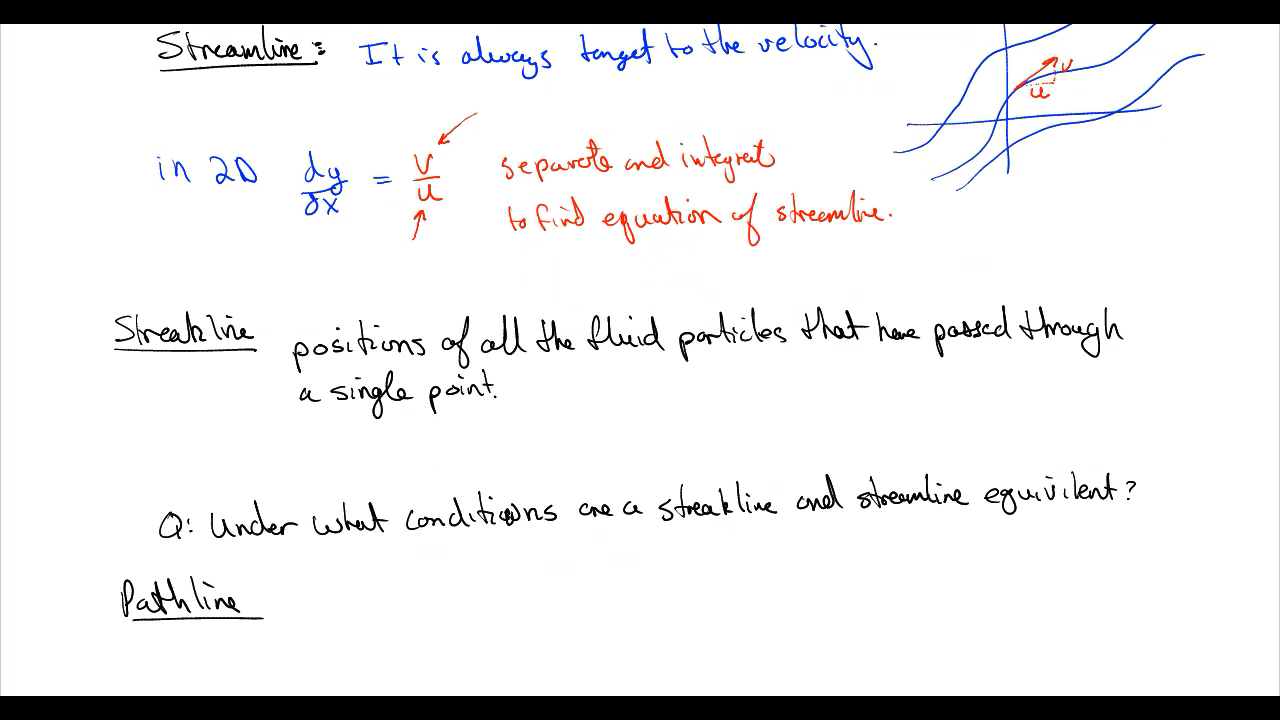 Streamline: It is always tanget to the velocity.
v
u
in 2D dy/dx = v/u separate and integrate
to find equation of streamline.
Streakline positions of all the fluid particles that have passed through
a single point.
Q: Under what conditions are a streakline and streamline equivilent?
Pathline